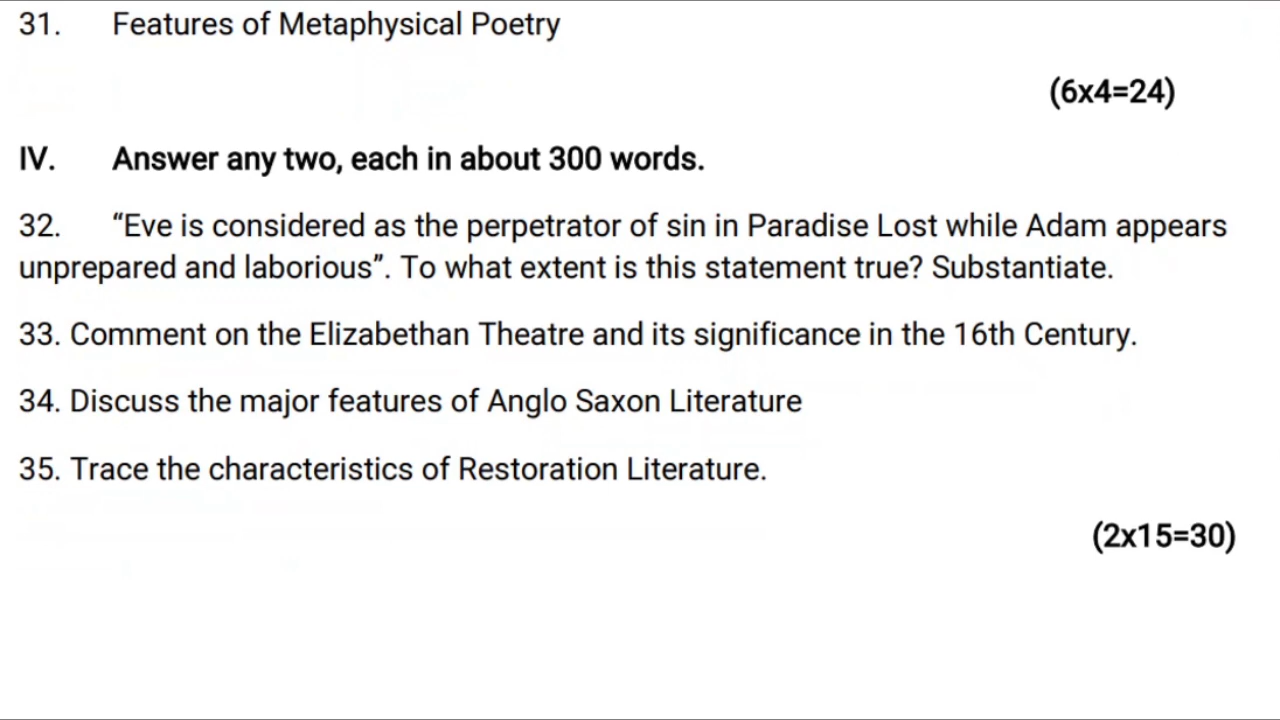 31. Features of Metaphysical Poetry
(6x4=24)
IV. Answer any two, each in about 300 words.
32. “Eve is considered as the perpetrator of sin in Paradise Lost while Adam appears
unprepared and laborious”. To what extent is this statement true? Substantiate.
33. Comment on the Elizabethan Theatre and its significance in the 16th Century.
34. Discuss the major features of Anglo Saxon Literature
35. Trace the characteristics of Restoration Literature.
(2x15=30)